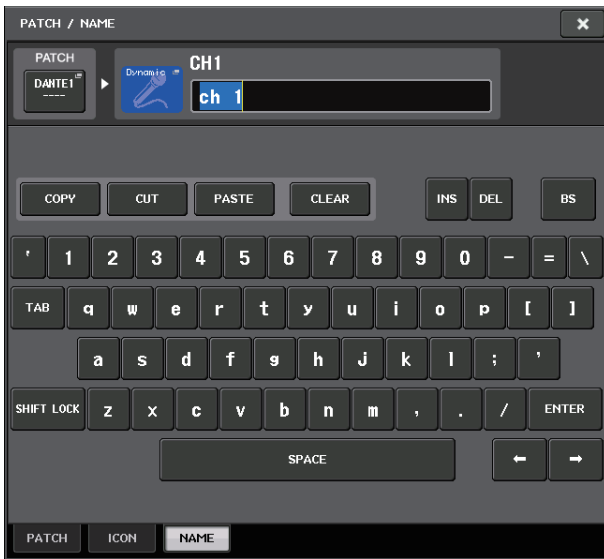 PATCH / NAME
PATCH
DANTE1
----
Dynamic
CH1
ch 1
COPY CUT PASTE CLEAR INS DEL BS
' 1 2 3 4 5 6 7 8 9 0 - = \
TAB q w e r t y u i o p [ ]
a s d f g h j k l ; '
SHIFT LOCK z x c v b n m , . / ENTER
SPACE ← →
PATCH ICON NAME